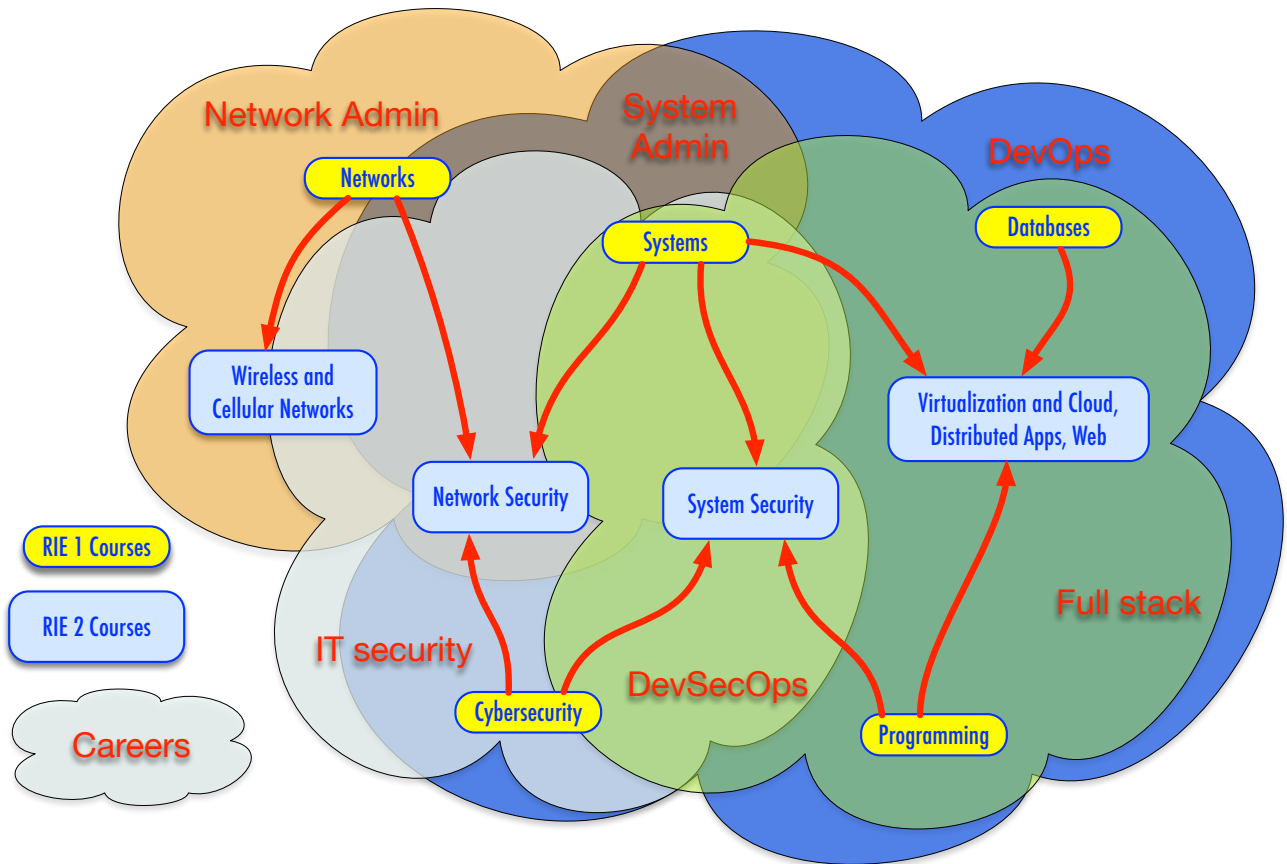 Network Admin
System
Admin
DevOps
Networks
Systems
Databases
Wireless and
Cellular Networks
Virtualization and Cloud,
Distributed Apps, Web
Network Security
System Security
RIE 1 Courses
RIE 2 Courses
Full stack
IT security
DevSecOps
Cybersecurity
Programming
Careers